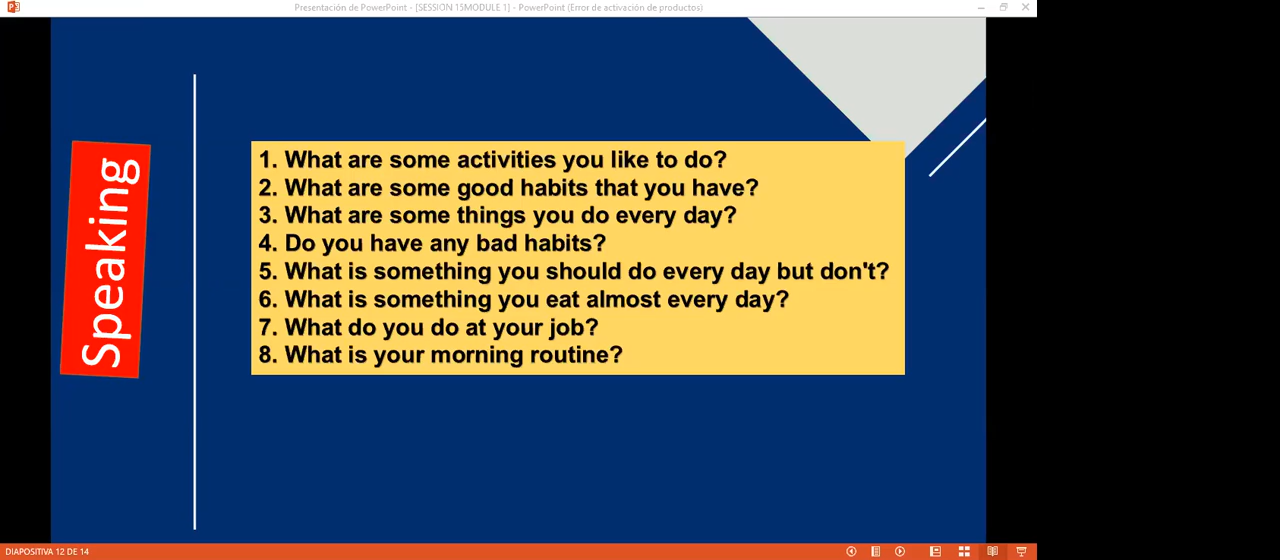 Presentación de PowerPoint - [SESSION 15MODULE 1] - PowerPoint (Error de activación de productos)
Speaking
1. What are some activities you like to do?
2. What are some good habits that you have?
3. What are some things you do every day?
4. Do you have any bad habits?
5. What is something you should do every day but don't?
6. What is something you eat almost every day?
7. What do you do at your job?
8. What is your morning routine?
DIAPOSITIVA 12 DE 14